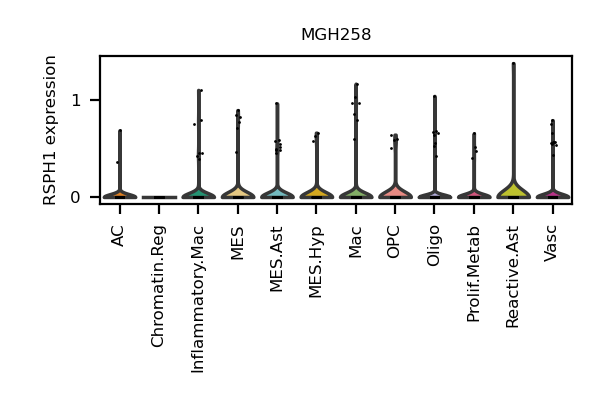 MGH258
RSPH1 expression
1
0
AC
Chromatin.Reg
Inflammatory.Mac
MES
MES.Ast
MES.Hyp
Mac
OPC
Oligo
Prolif.Metab
Reactive.Ast
Vasc